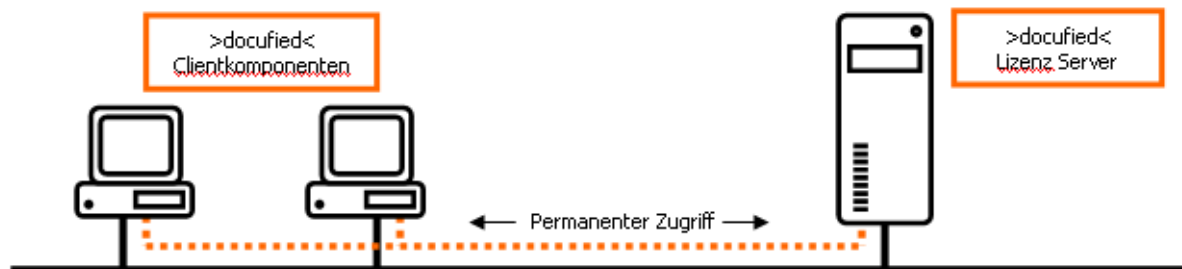 >docufied<
Clientkomponenten
>docufied<
Lizenz Server
Permanenter Zugriff